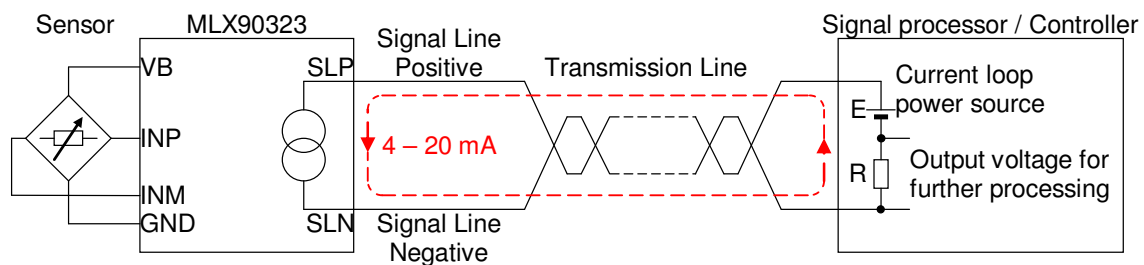 Sensor
MLX90323
Signal Line
Positive
Transmission Line
Signal processor / Controller
VB
SLP
Current loop
power source
E
INP
4 – 20 mA
Output voltage for
further processing
R
INM
GND
SLN
Signal Line
Negative